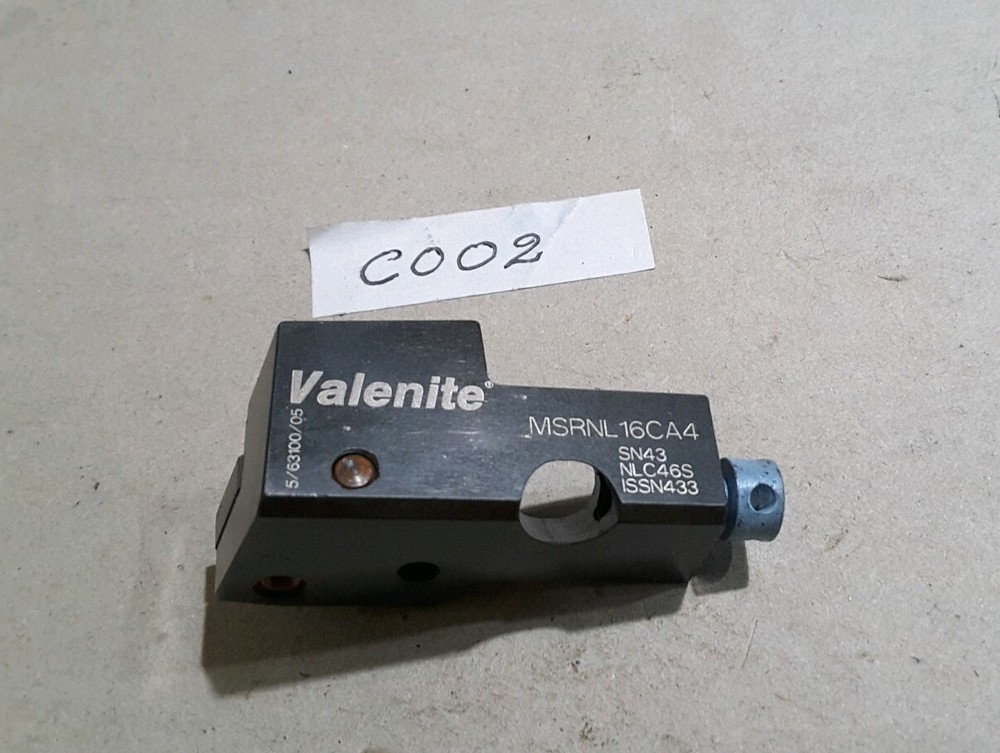 C002
Valenite®
5/63100/05
MSRNL16CA4
SN43
NLC46S
ISSN433